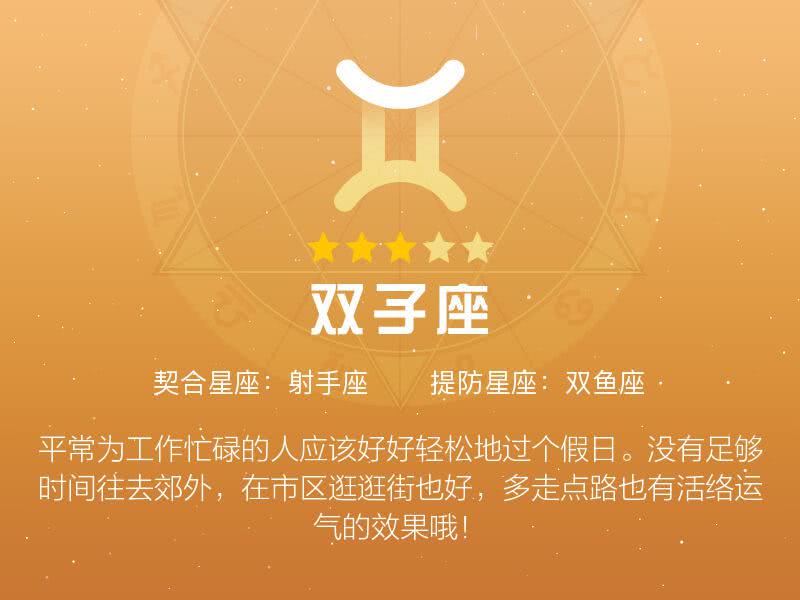 双子座
契合星座：射手座 提防星座：双鱼座
平常为工作忙碌的人应该好好轻松地过个假日。没有足够
时间往去郊外，在市区逛逛街也好，多走点路也有活络运
气的效果哦！